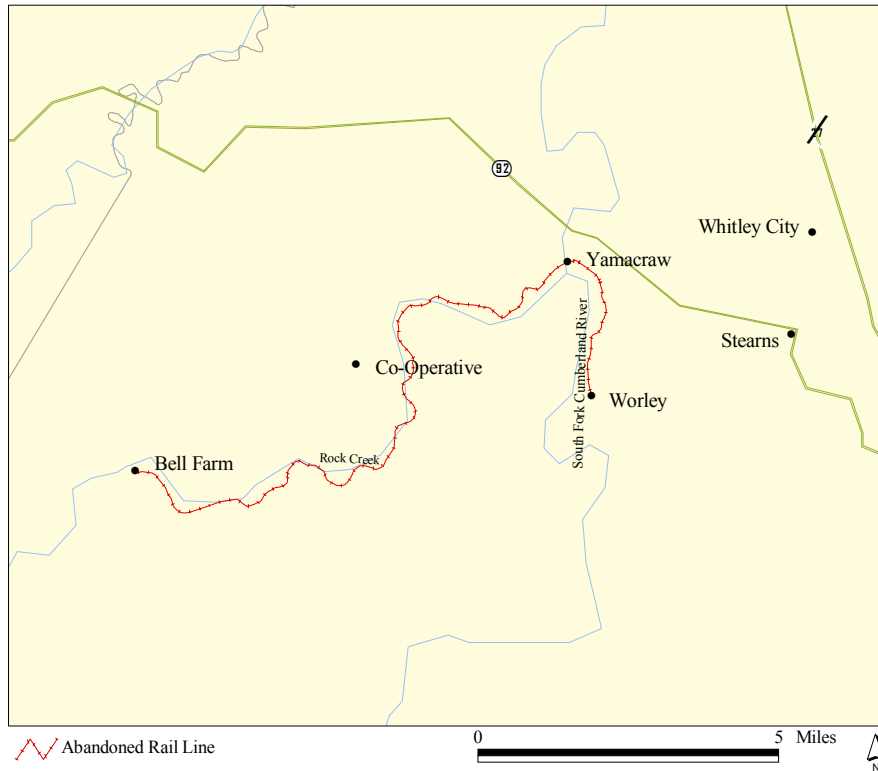 92
27
Whitley City
Yamacraw
Stearns
South Fork Cumberland River
Co-Operative
Worley
Rock Creek
Bell Farm
Abandoned Rail Line
0 5 Miles
N